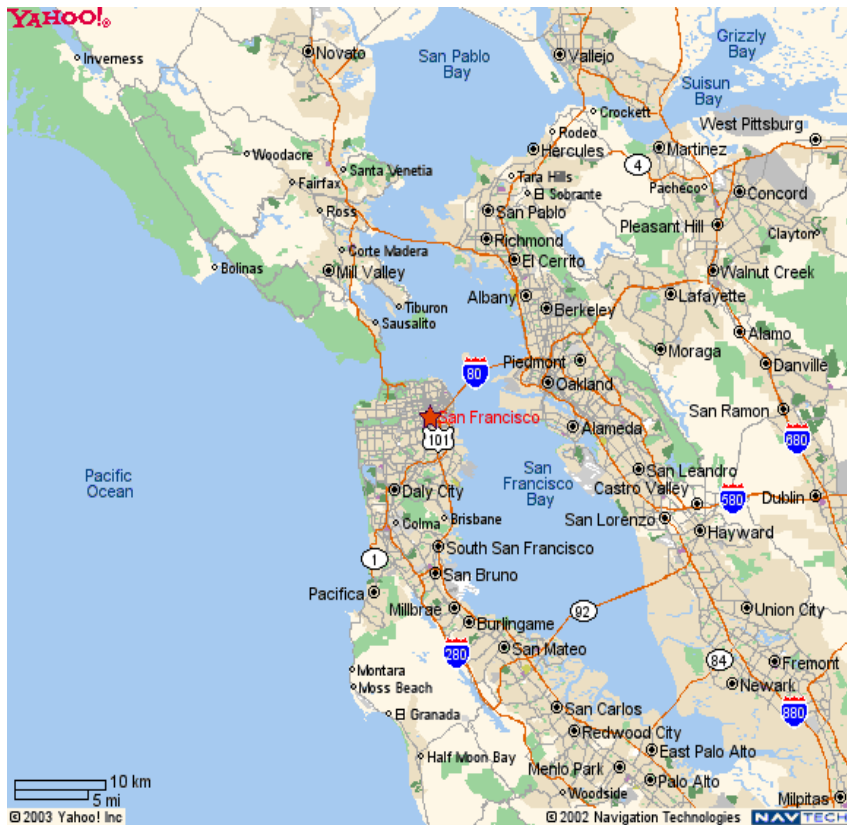 YAHOO!®
Inverness
Novato
San Pablo
Bay
Vallejo
Grizzly
Bay
Suisun
Bay
Crockett
Rodeo
West Pittsburg
Hercules
Martinez
4
Woodacre
Santa Venetia
Fairfax
Tara Hills
El Sobrante
Pacheco
Concord
Ross
San Pablo
Pleasant Hill
Clayton
Richmond
Corte Madera
El Cerrito
Bolinas
Mill Valley
Walnut Creek
Albany
Berkeley
Lafayette
Tiburon
Sausalito
Alamo
Moraga
Piedmont
Danville
80
Oakland
San Ramon
San Francisco
101
Alameda
680
Pacific
Ocean
San
Francisco
Bay
San Leandro
Castro Valley
Daly City
580
Dublin
Colma
Brisbane
San Lorenzo
Hayward
South San Francisco
1
San Bruno
Pacifica
Millbrae
92
Union City
Burlingame
280
San Mateo
84
Fremont
Montara
Moss Beach
Newark
El Granada
San Carlos
880
Redwood City
East Palo Alto
Half Moon Bay
Menlo Park
Palo Alto
Woodside
Milpitas
10 km
5 mi
© 2003 Yahoo! Inc
© 2002 Navigation Technologies
NAVTECH